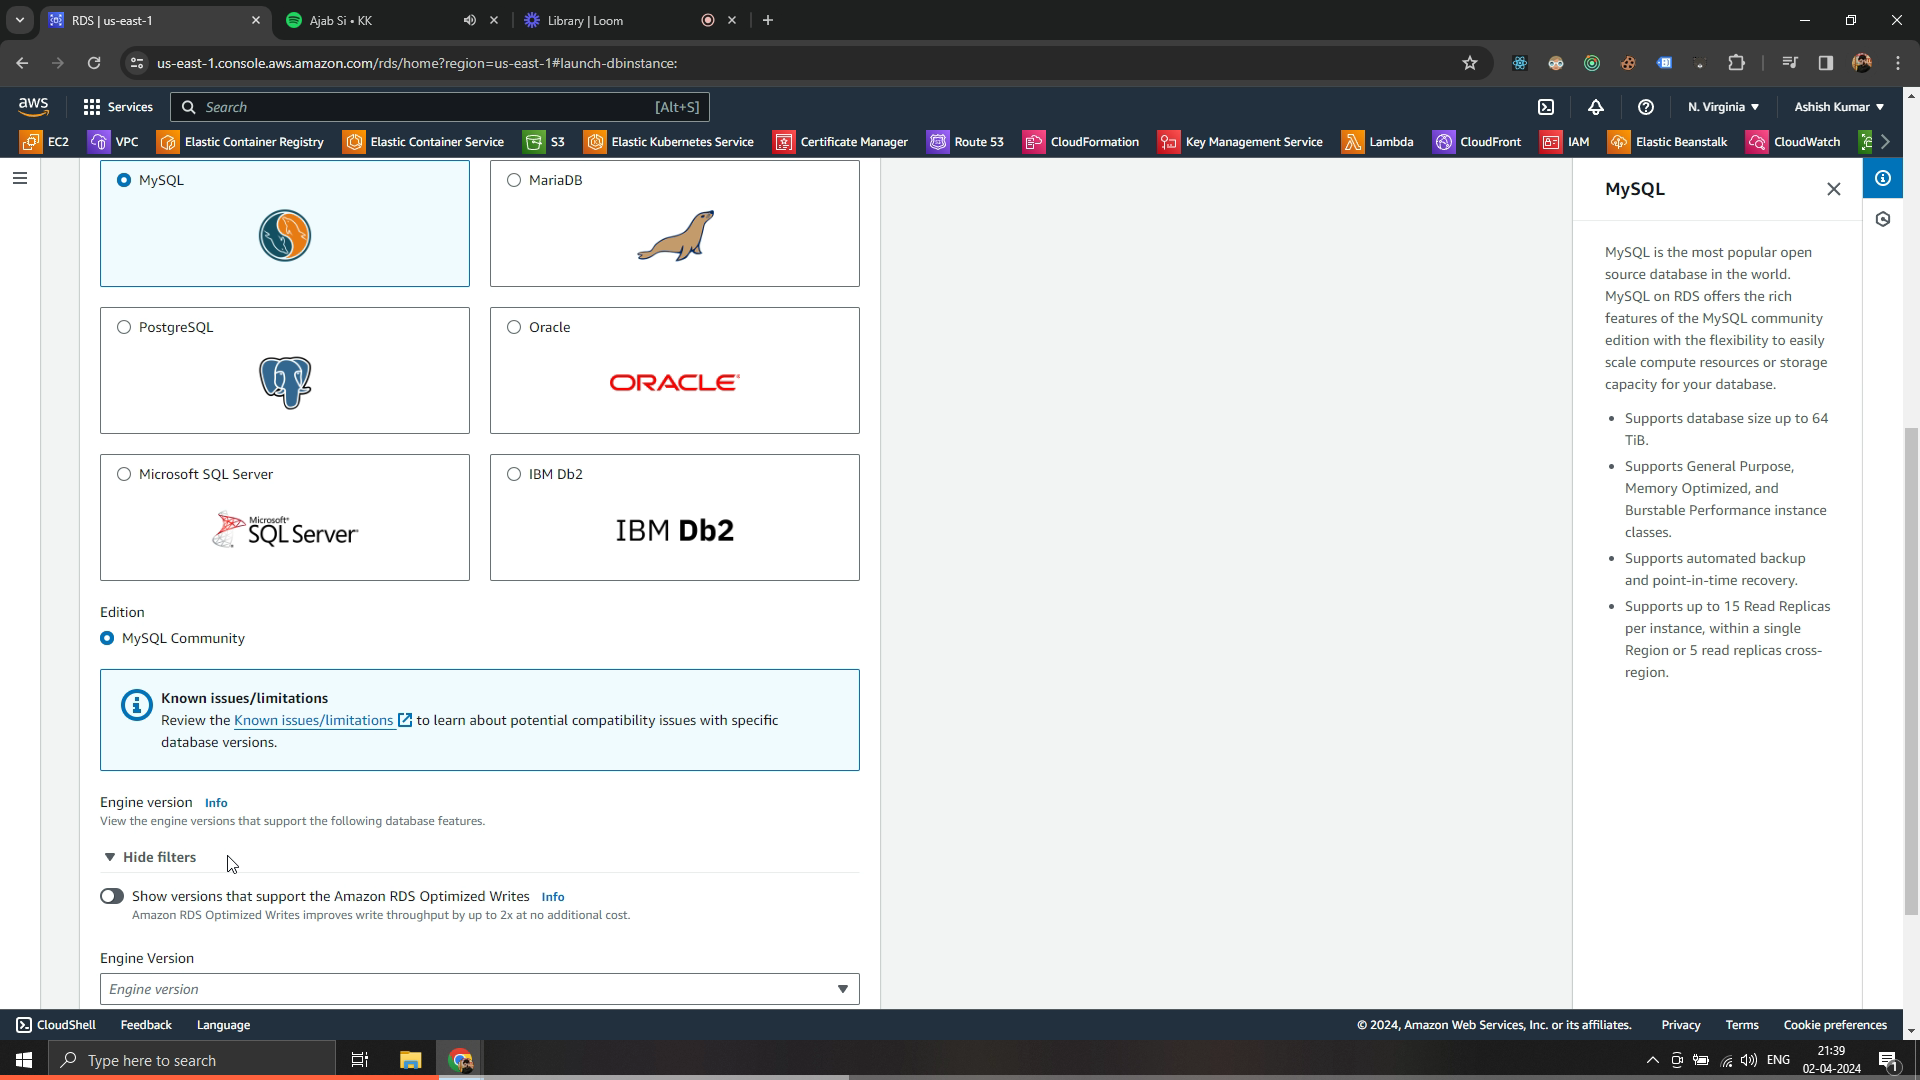 RDS | us-east-1
Ajab Si • KK
Library | Loom
us-east-1.console.aws.amazon.com/rds/home?region=us-east-1#launch-dbinstance:
aws
Services
Search
[Alt+S]
N. Virginia
Ashish Kumar
EC2
VPC
Elastic Container Registry
Elastic Container Service
S3
Elastic Kubernetes Service
Certificate Manager
Route 53
CloudFormation
Key Management Service
Lambda
CloudFront
IAM
Elastic Beanstalk
CloudWatch
MySQL
MariaDB
PostgreSQL
Oracle
ORACLE
Microsoft SQL Server
Microsoft
SQL Server
IBM Db2
IBM Db2
Edition
MySQL Community
Known issues/limitations
Review the Known issues/limitations to learn about potential compatibility issues with specific
database versions.
Engine version Info
View the engine versions that support the following database features.
Hide filters
Show versions that support the Amazon RDS Optimized Writes Info
Amazon RDS Optimized Writes improves write throughput by up to 2x at no additional cost.
Engine Version
Engine version
MySQL
MySQL is the most popular open
source database in the world.
MySQL on RDS offers the rich
features of the MySQL community
edition with the flexibility to easily
scale compute resources or storage
capacity for your database.
• Supports database size up to 64
TiB.
• Supports General Purpose,
Memory Optimized, and
Burstable Performance instance
classes.
• Supports automated backup
and point-in-time recovery.
• Supports up to 15 Read Replicas
per instance, within a single
Region or 5 read replicas cross-
region.
CloudShell
Feedback
Language
© 2024, Amazon Web Services, Inc. or its affiliates.
Privacy
Terms
Cookie preferences
Type here to search
ENG
21:39
02-04-2024
1